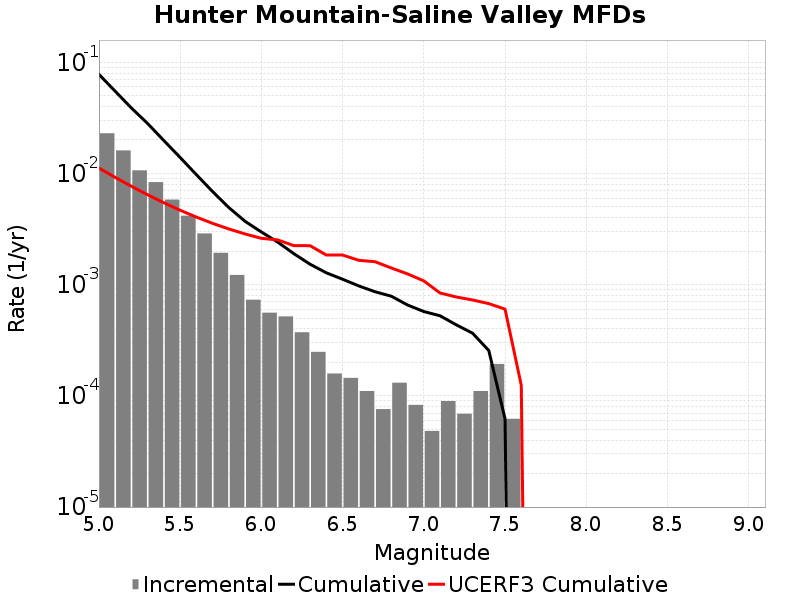 Hunter Mountain-Saline Valley MFDs
Rate (1/yr)
10^-1
10^-2
10^-3
10^-4
10^-5
5.0 5.5 6.0 6.5 7.0 7.5 8.0 8.5 9.0
Magnitude
Incremental Cumulative UCERF3 Cumulative